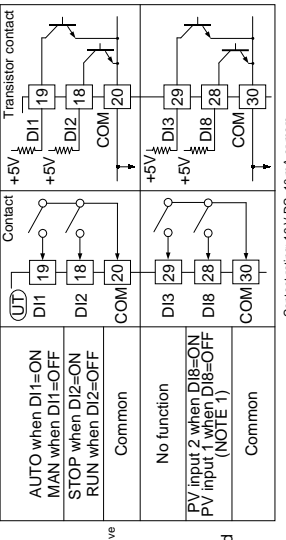 ve
AUTO when DI1=ON
MAN when DI1=OFF
STOP when DI2=ON
RUN when DI2=OFF
Common
UT
Contact
DI1 19
DI2 18
COM 20
Transistor contact
+5V DI1 19
+5V DI2 18
COM 20
d
No function
PV input 2 when DI8=ON
PV input 1 when DI8=OFF
(NOTE 1)
Common
DI3 29
DI8 28
COM 30
+5V DI3 29
+5V DI8 28
COM 30